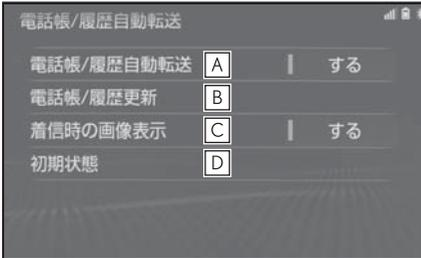 電話帳/履歴自動転送
電話帳/履歴自動転送 A する
電話帳/履歴更新 B
着信時の画像表示 C する
初期状態 D